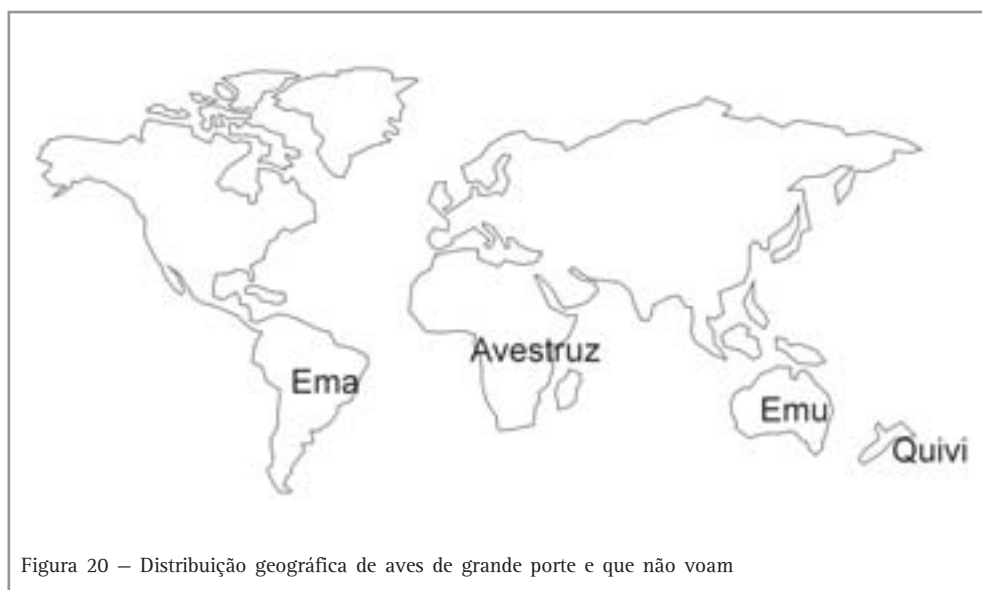 Avestruz
Ema
Emu
Quivi
Figura 20 – Distribuição geográfica de aves de grande porte e que não voam